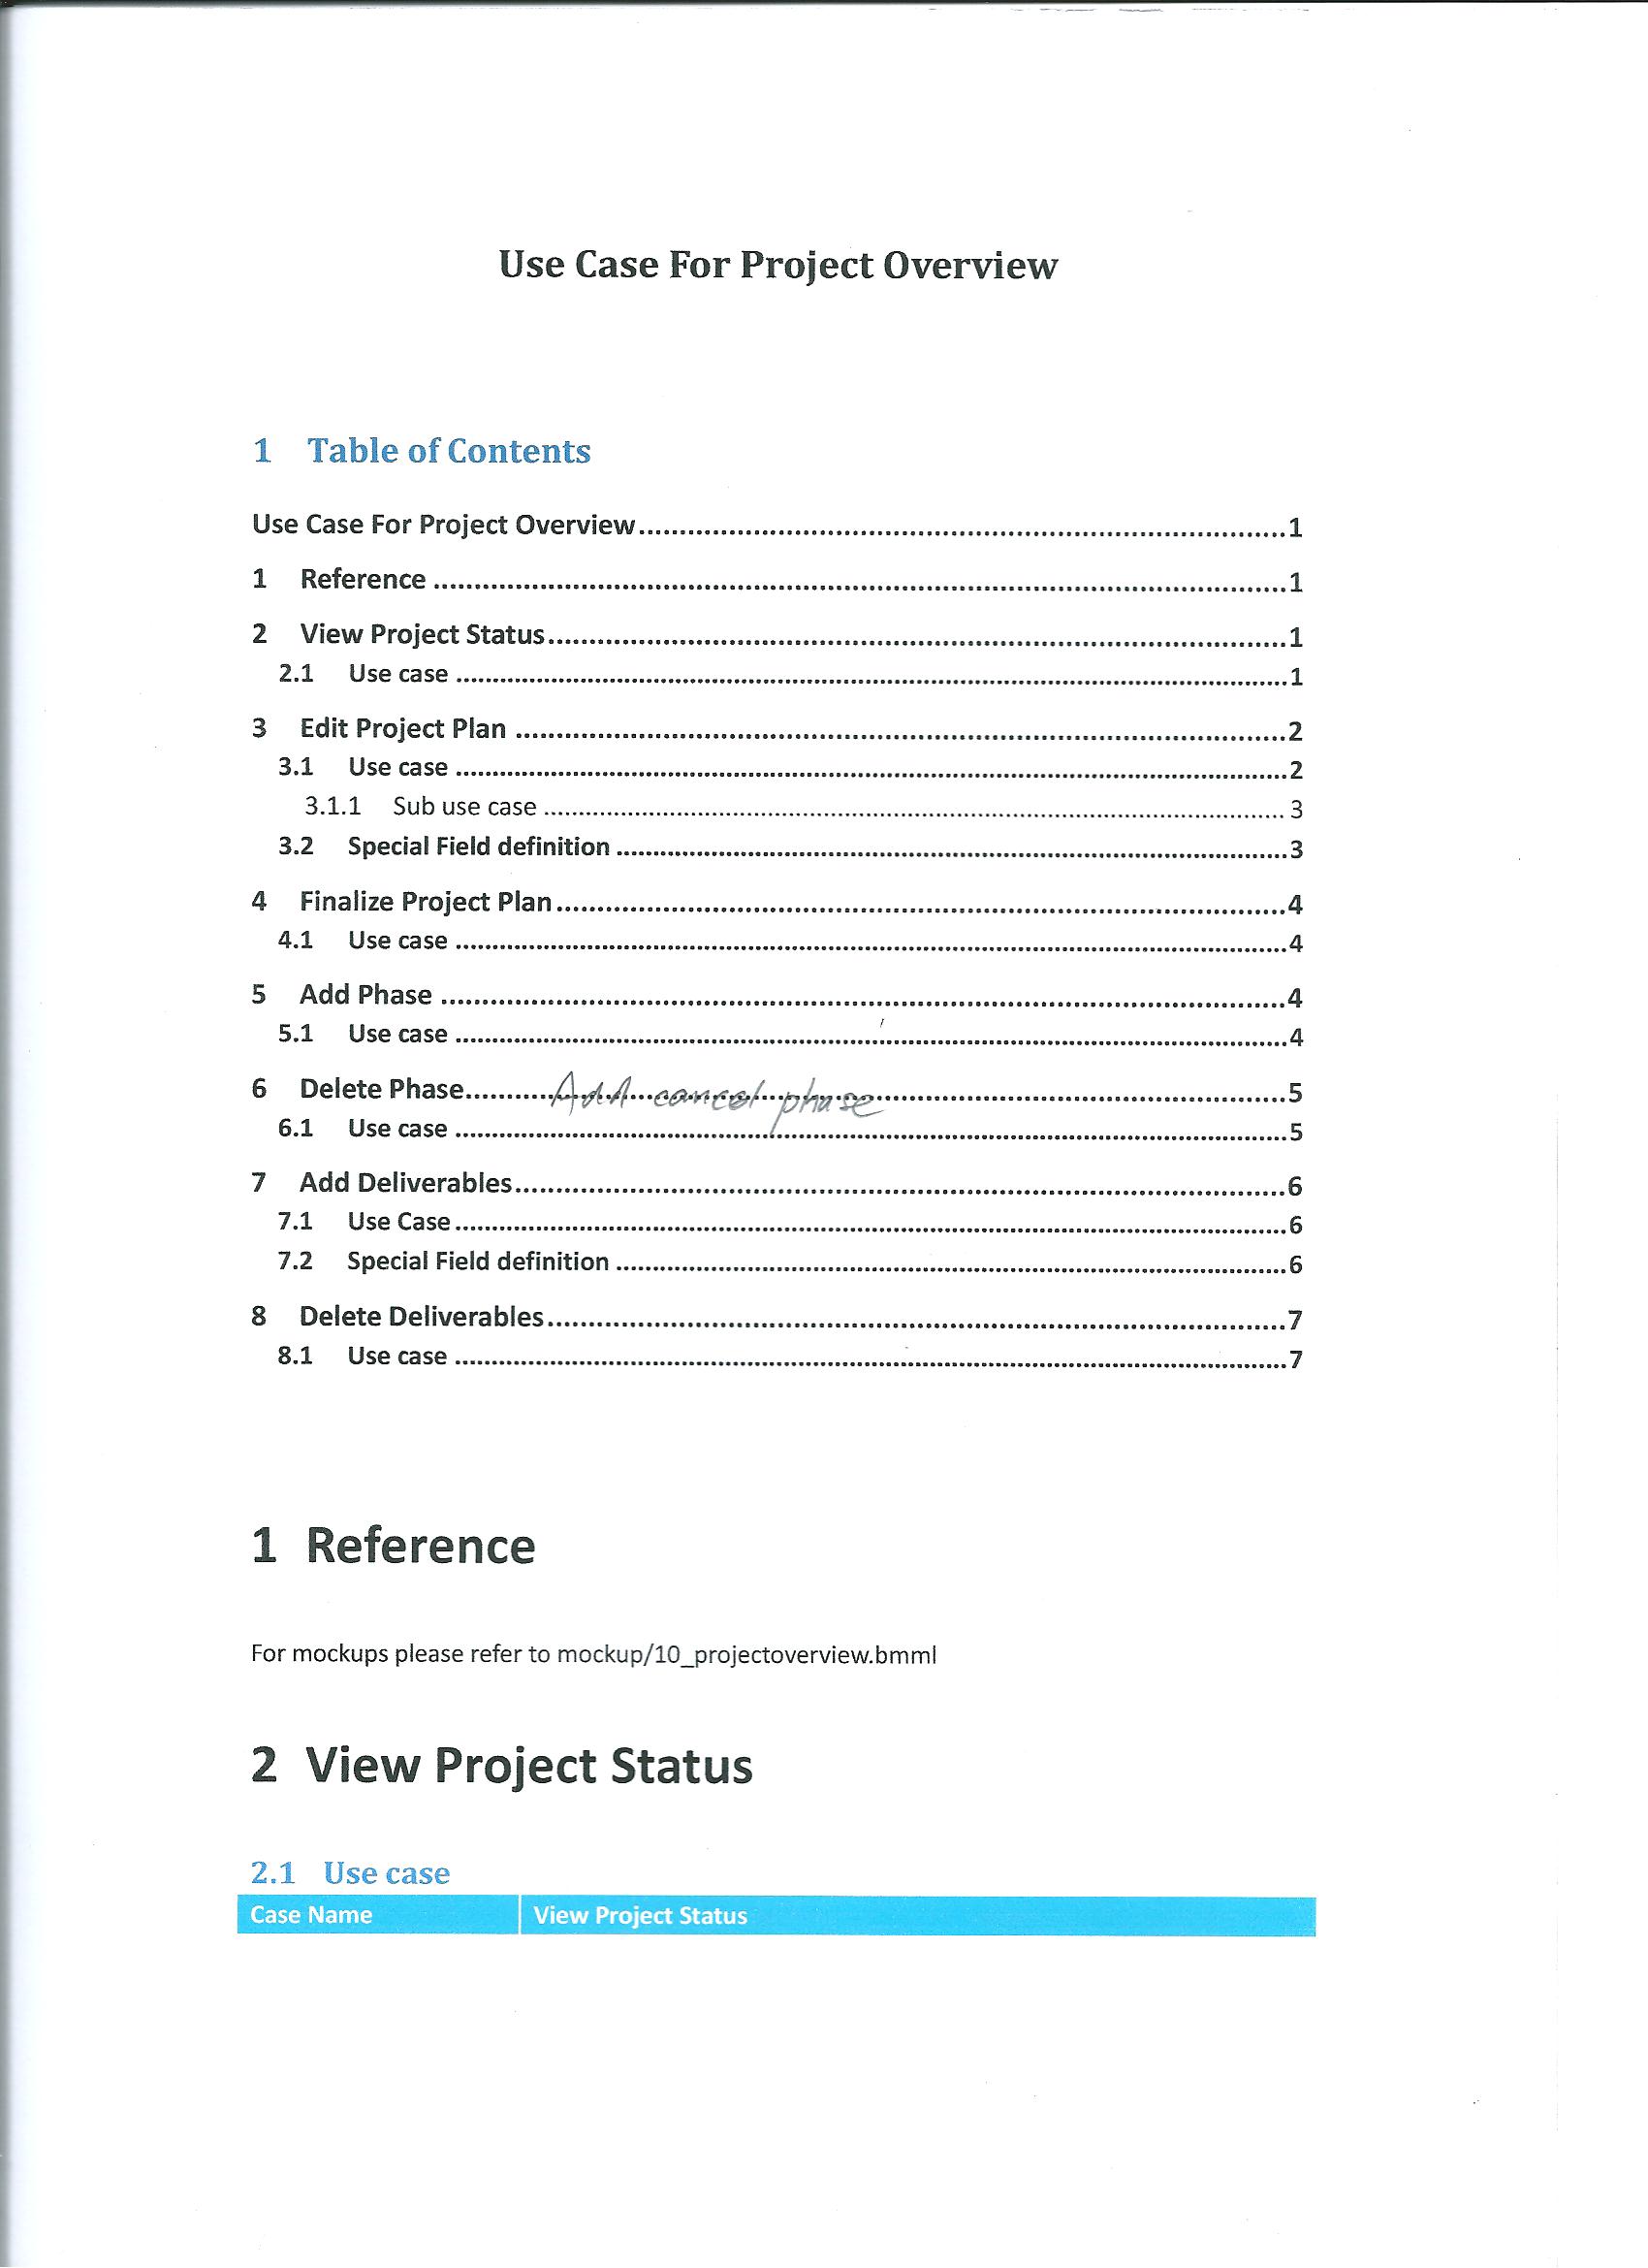 Use Case For Project Overview
1 Table of Contents
Use Case For Project Overview 1
1 Reference 1
2 View Project Status 1
2.1 Use case 1
3 Edit Project Plan 2
3.1 Use case 2
3.1.1 Sub use case 3
3.2 Special Field definition 3
4 Finalize Project Plan 4
4.1 Use case 4
5 Add Phase 4
5.1 Use case 4
6 Delete Phase Add cancel phase 5
6.1 Use case 5
7 Add Deliverables 6
7.1 Use Case 6
7.2 Special Field definition 6
8 Delete Deliverables 7
8.1 Use case 7
1 Reference
For mockups please refer to mockup/10_projectoverview.bmml
2 View Project Status
2.1 Use case
Case Name View Project Status